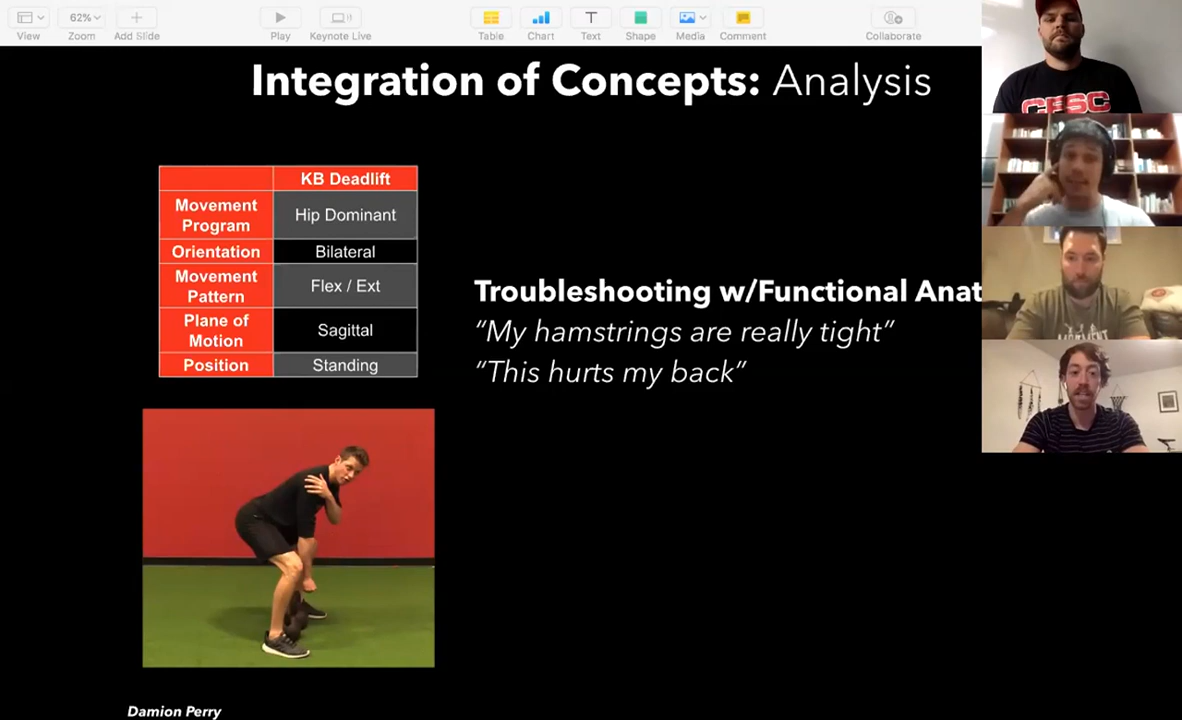 62%
View
Zoom
Add Slide
Play
Keynote Live
Table
Chart
Text
Shape
Media
Comment
Collaborate
Integration of Concepts: Analysis
CFSC
KB Deadlift
Movement Program
Hip Dominant
Orientation
Bilateral
Movement Pattern
Flex / Ext
Plane of Motion
Sagittal
Position
Standing
Troubleshooting w/Functional Anat
“My hamstrings are really tight”
“This hurts my back”
Damion Perry